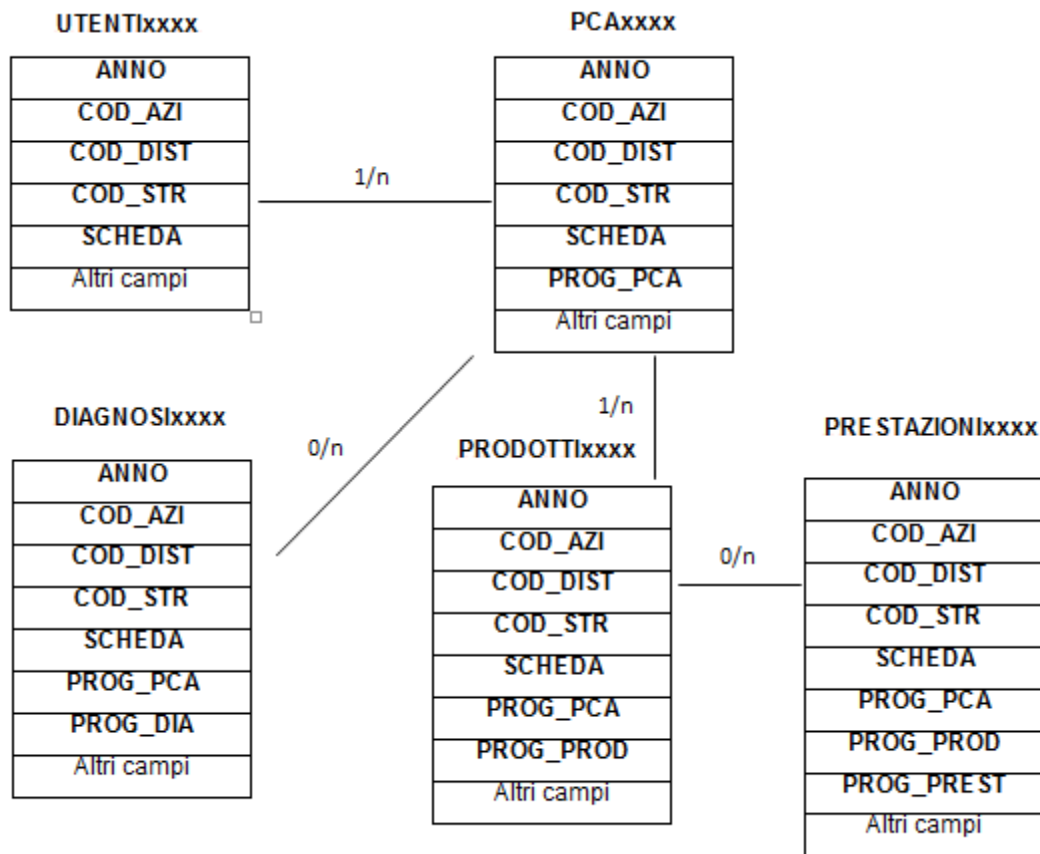 UTENTIxxxx
ANNO
COD_AZI
COD_DIST
COD_STR
SCHEDA
Altri campi
1/n
PCAxxxx
ANNO
COD_AZI
COD_DIST
COD_STR
SCHEDA
PROG_PCA
Altri campi
0/n
1/n
DIAGNOSIxxxx
ANNO
COD_AZI
COD_DIST
COD_STR
SCHEDA
PROG_PCA
PROG_DIA
Altri campi
PRODOTTIxxxx
ANNO
COD_AZI
COD_DIST
COD_STR
SCHEDA
PROG_PCA
PROG_PROD
Altri campi
0/n
PRESTAZIONIxxxx
ANNO
COD_AZI
COD_DIST
COD_STR
SCHEDA
PROG_PCA
PROG_PROD
PROG_PREST
Altri campi